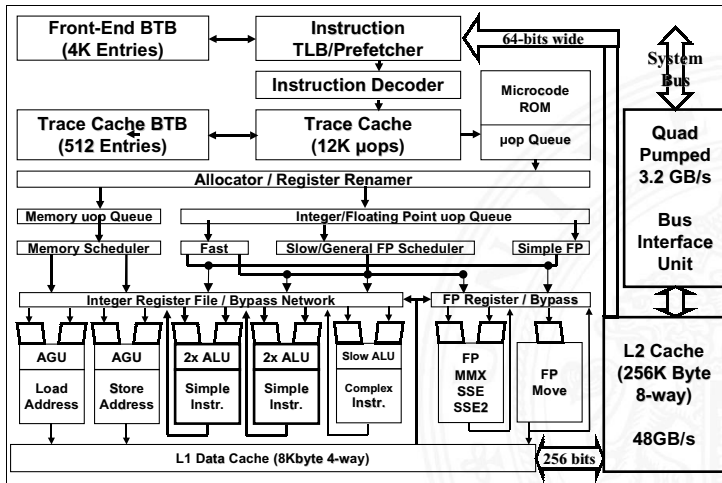 Front-End BTB
(4K Entries)
Instruction
TLB/Prefetcher
64-bits wide
System
Bus
Instruction Decoder
Microcode
ROM
Trace Cache BTB
(512 Entries)
Trace Cache
(12K µops)
µop Queue
Quad
Pumped
3.2 GB/s
Bus
Interface
Unit
Allocator / Register Renamer
Memory uop Queue
Integer/Floating Point uop Queue
Memory Scheduler
Fast
Slow/General FP Scheduler
Simple FP
Integer Register File / Bypass Network
FP Register / Bypass
AGU
Load
Address
AGU
Store
Address
2x ALU
Simple
Instr.
2x ALU
Simple
Instr.
Slow ALU
Complex
Instr.
FP
MMX
SSE
SSE2
FP
Move
L2 Cache
(256K Byte
8-way)
48GB/s
L1 Data Cache (8Kbyte 4-way)
256 bits